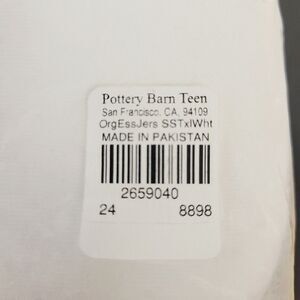 Pottery Barn Teen
San Francisco, CA, 94109
OrgEssJers SSTxlWht
MADE IN PAKISTAN
2659040
24 8898